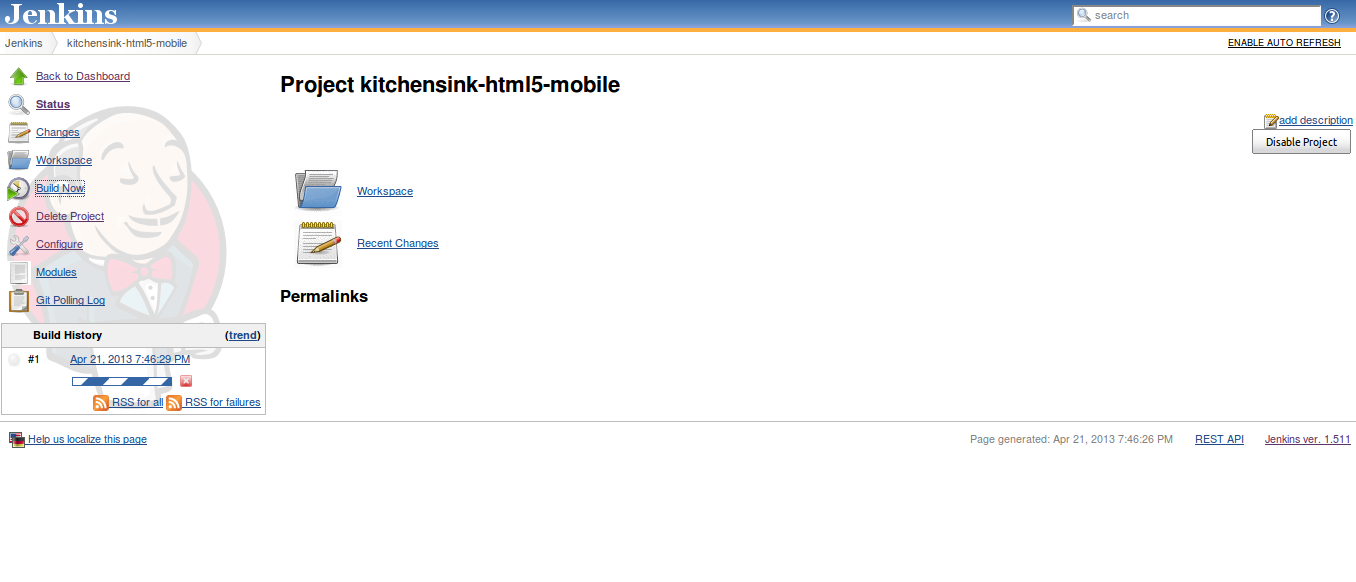 Jenkins
search
Jenkins kitchensink-html5-mobile ENABLE AUTO REFRESH
Back to Dashboard
Status
Changes
Workspace
Build Now
Delete Project
Configure
Modules
Git Polling Log
Build History (trend)
#1 Apr 21, 2013 7:46:29 PM
RSS for all RSS for failures
Project kitchensink-html5-mobile
add description
Disable Project
Workspace
Recent Changes
Permalinks
Help us localize this page Page generated: Apr 21, 2013 7:46:26 PM REST API Jenkins ver. 1.511